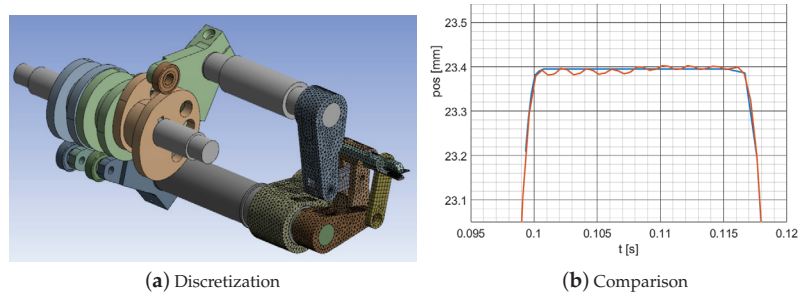 23.5
23.4
23.3
23.2
23.1
pos [mm]
0.095 0.1 0.105 0.11 0.115 0.12
t [s]
(a) Discretization
(b) Comparison